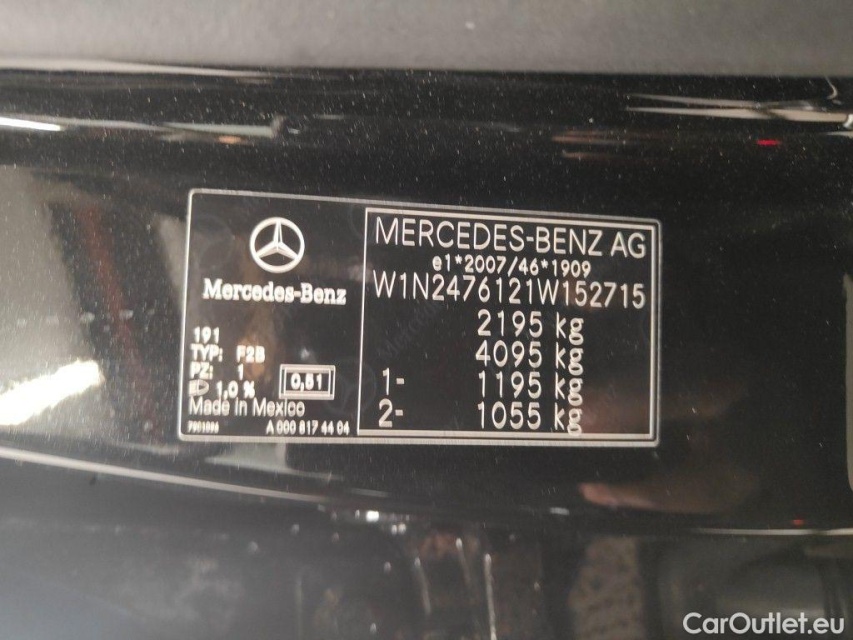 Mercedes-Benz
191
TYP: F2B
PZ: 1
1,0 %
0,51
Made in Mexico
A 000 817 44 04
MERCEDES-BENZ AG
e1*2007/46*1909
W1N2476121W152715
2195 kg
4095 kg
1- 1195 kg
2- 1055 kg
CarOutlet.eu